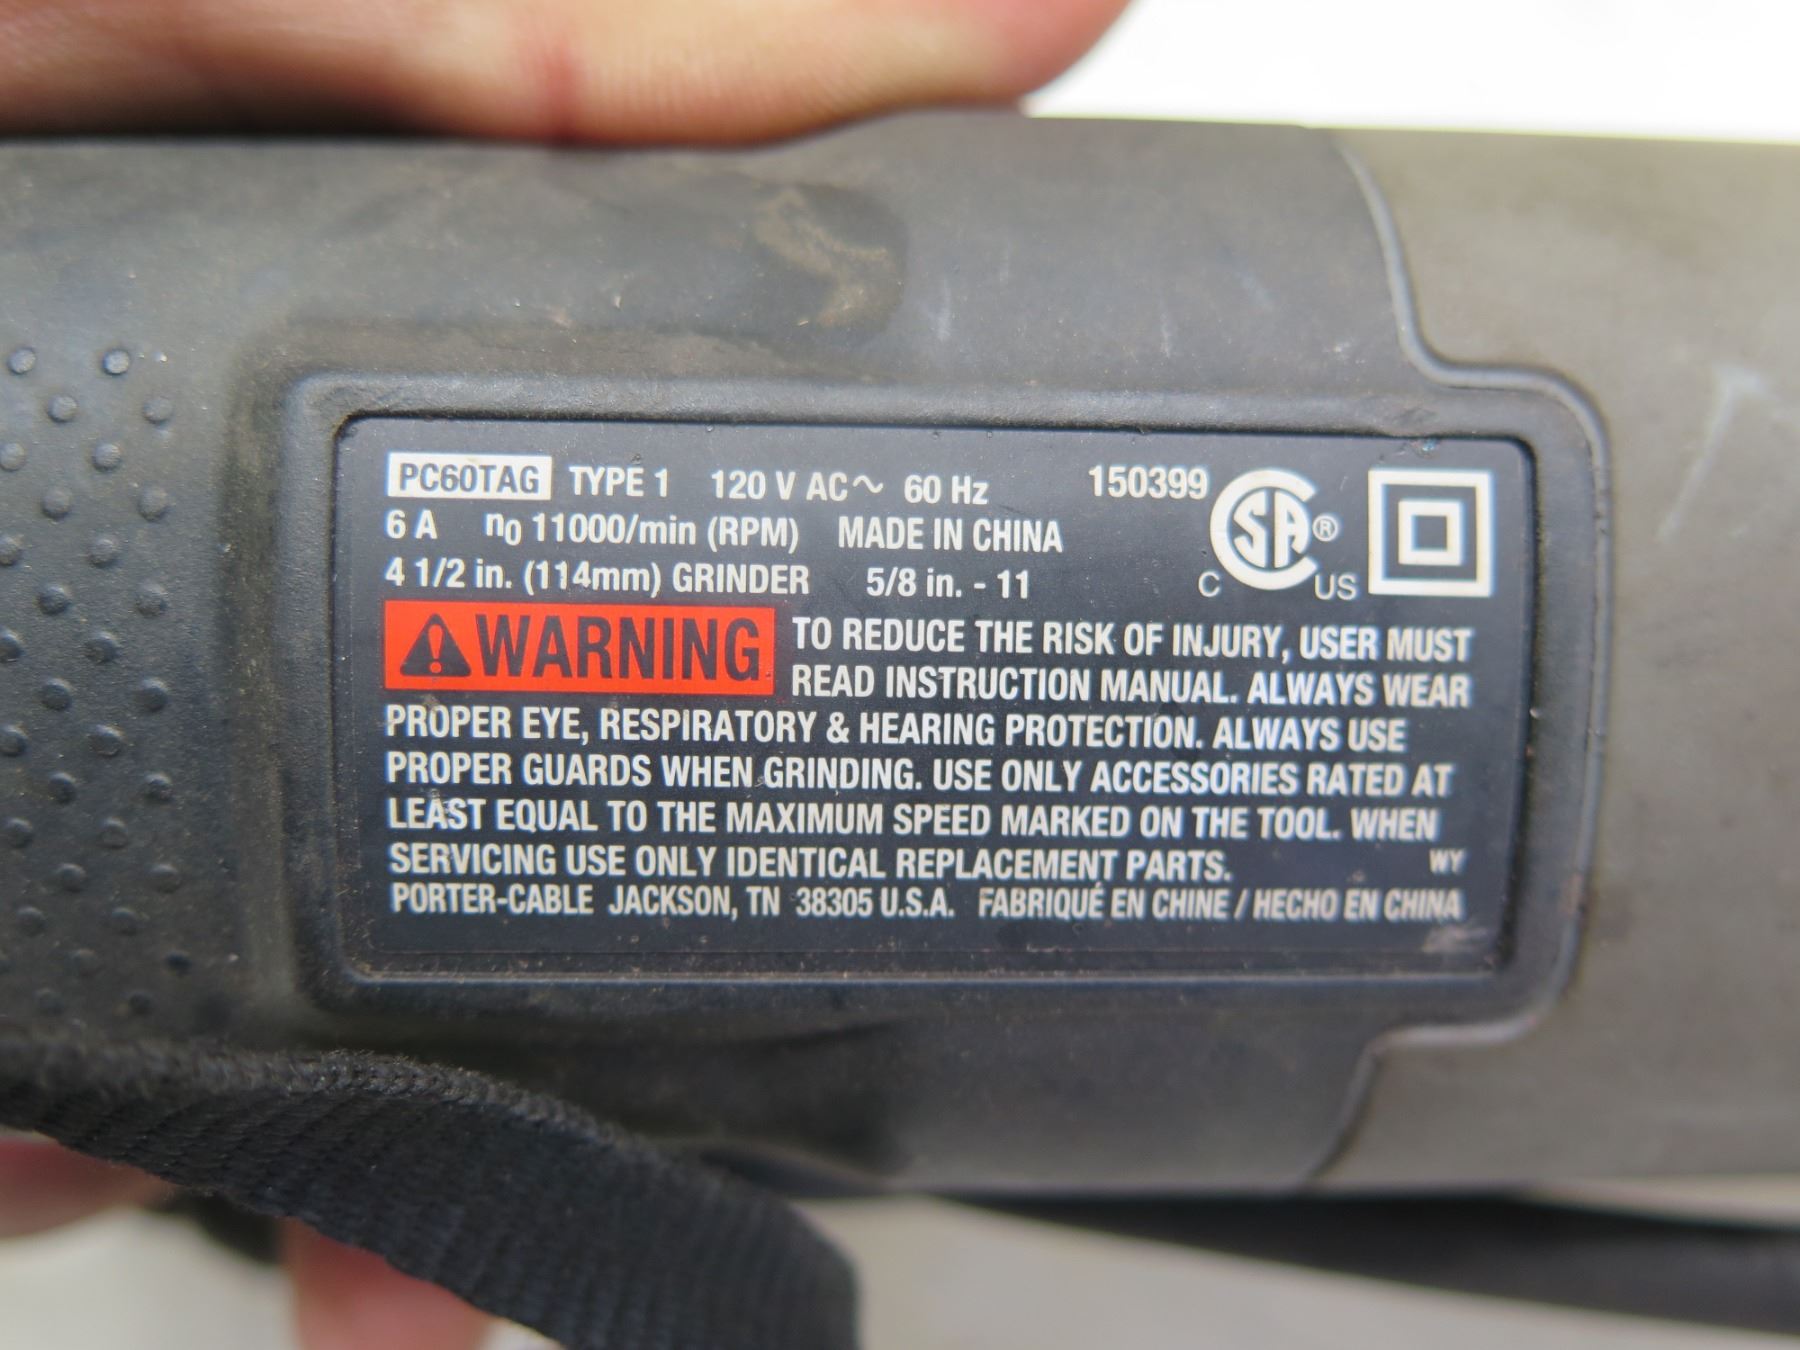 PC60TAG TYPE 1 120 V AC~ 60 Hz 150399
6 A n0 11000/min (RPM) MADE IN CHINA
4 1/2 in. (114mm) GRINDER 5/8 in. - 11
C SA ® US
WARNING TO REDUCE THE RISK OF INJURY, USER MUST
READ INSTRUCTION MANUAL. ALWAYS WEAR
PROPER EYE, RESPIRATORY & HEARING PROTECTION. ALWAYS USE
PROPER GUARDS WHEN GRINDING. USE ONLY ACCESSORIES RATED AT
LEAST EQUAL TO THE MAXIMUM SPEED MARKED ON THE TOOL. WHEN
SERVICING USE ONLY IDENTICAL REPLACEMENT PARTS. WY
PORTER-CABLE JACKSON, TN 38305 U.S.A. FABRIQUÉ EN CHINE / HECHO EN CHINA